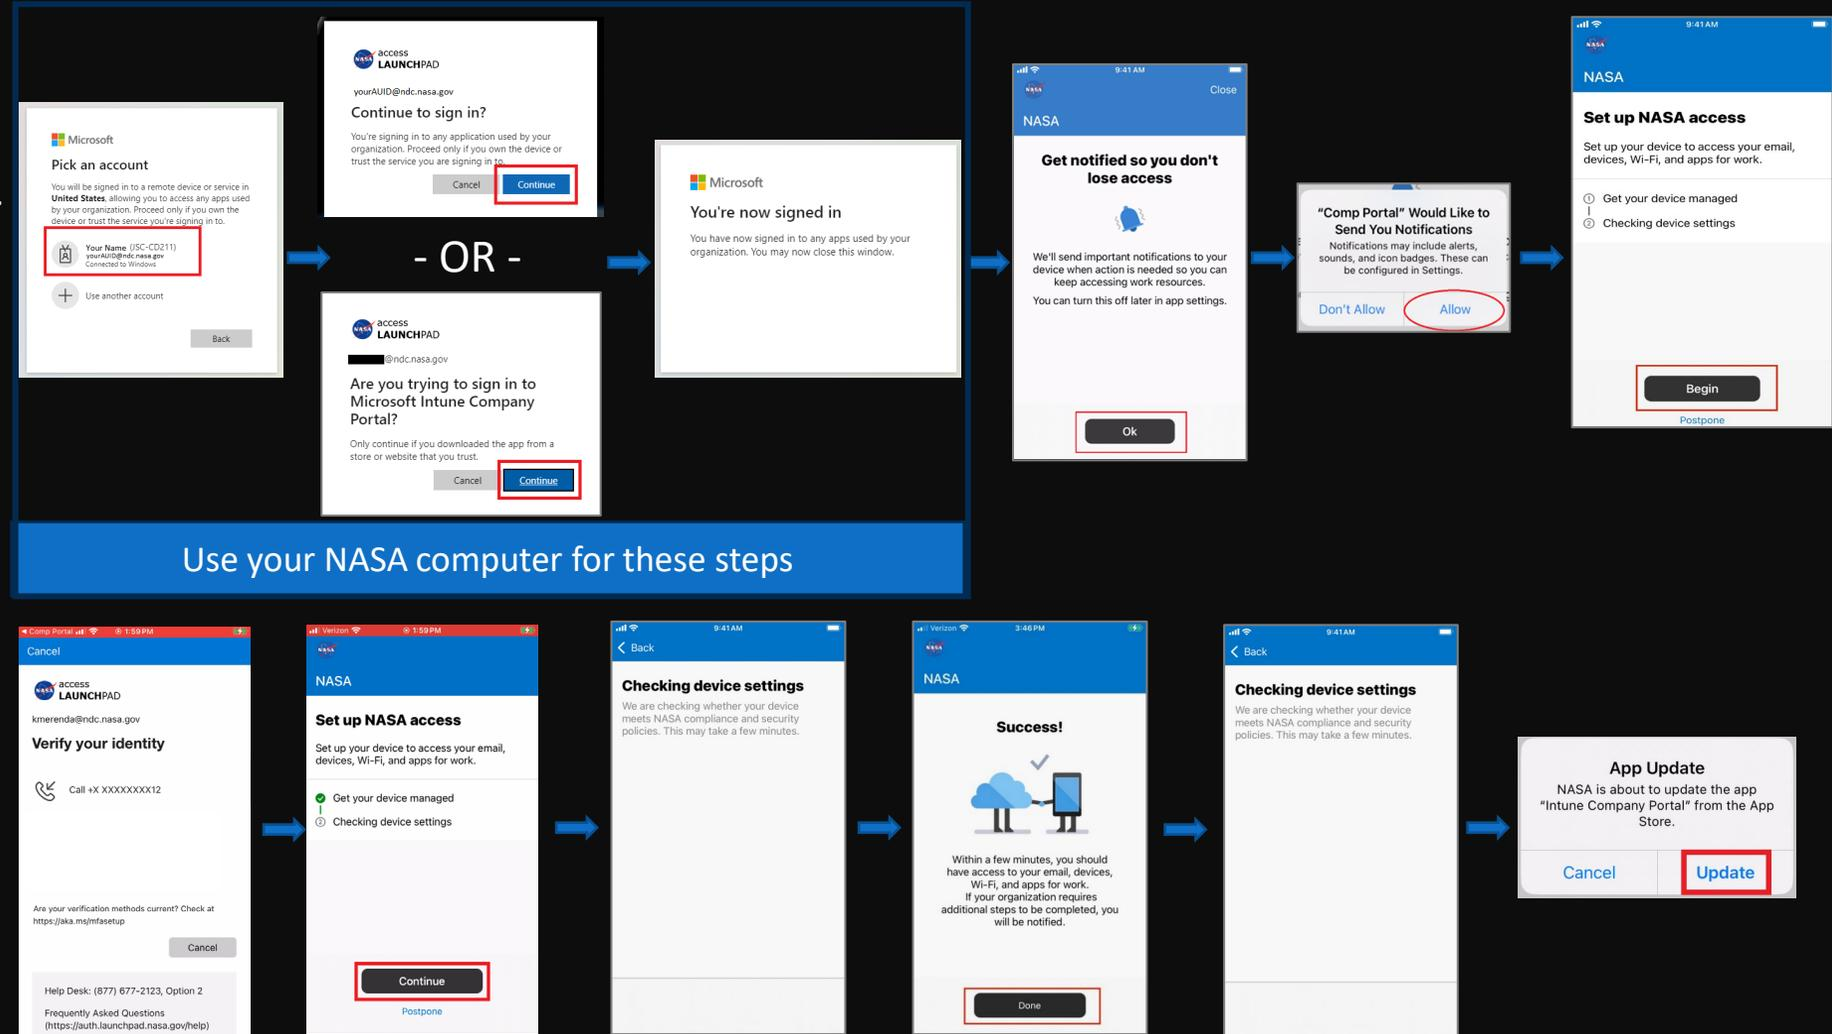 Microsoft
Pick an account
You will be signed in to a remote device or service in
United States, allowing you to access any apps used
by your organization. Proceed only if you own the
device or trust the service you're signing in to.
Your Name (JSC-CD211)
yourAUID@ndc.nasa.gov
Connected to Windows
Use another account
Back
NASA
access
LAUNCHPAD
yourAUID@ndc.nasa.gov
Continue to sign in?
You're signing in to any application used by your
organization. Proceed only if you own the device or
trust the service you are signing in to.
Cancel
Continue
- OR -
NASA
access
LAUNCHPAD
@ndc.nasa.gov
Are you trying to sign in to
Microsoft Intune Company
Portal?
Only continue if you downloaded the app from a
store or website that you trust.
Cancel
Continue
Microsoft
You're now signed in
You have now signed in to any apps used by your
organization. You may now close this window.
Use your NASA computer for these steps
9:41 AM
NASA
Close
NASA
Get notified so you don't
lose access
We'll send important notifications to your
device when action is needed so you can
keep accessing work resources.
You can turn this off later in app settings.
Ok
“Comp Portal” Would Like to
Send You Notifications
Notifications may include alerts,
sounds, and icon badges. These can
be configured in Settings.
Don't Allow
Allow
9:41 AM
NASA
NASA
Set up NASA access
Set up your device to access your email,
devices, Wi-Fi, and apps for work.
1 Get your device managed
2 Checking device settings
Begin
Postpone
Comp Portal
1:59 PM
Cancel
NASA
access
LAUNCHPAD
kmerenda@ndc.nasa.gov
Verify your identity
Call +X XXXXXXXX12
Are your verification methods current? Check at
https://aka.ms/mfasetup
Cancel
Help Desk: (877) 677-2123, Option 2
Frequently Asked Questions
(https://auth.launchpad.nasa.gov/help)
Verizon
1:59 PM
NASA
NASA
Set up NASA access
Set up your device to access your email,
devices, Wi-Fi, and apps for work.
Get your device managed
2 Checking device settings
Continue
Postpone
9:41 AM
Back
Checking device settings
We are checking whether your device
meets NASA compliance and security
policies. This may take a few minutes.
Verizon
3:46 PM
NASA
NASA
Success!
Within a few minutes, you should
have access to your email, devices,
Wi-Fi, and apps for work.
If your organization requires
additional steps to be completed, you
will be notified.
Done
9:41 AM
Back
Checking device settings
We are checking whether your device
meets NASA compliance and security
policies. This may take a few minutes.
App Update
NASA is about to update the app
“Intune Company Portal” from the App
Store.
Cancel
Update